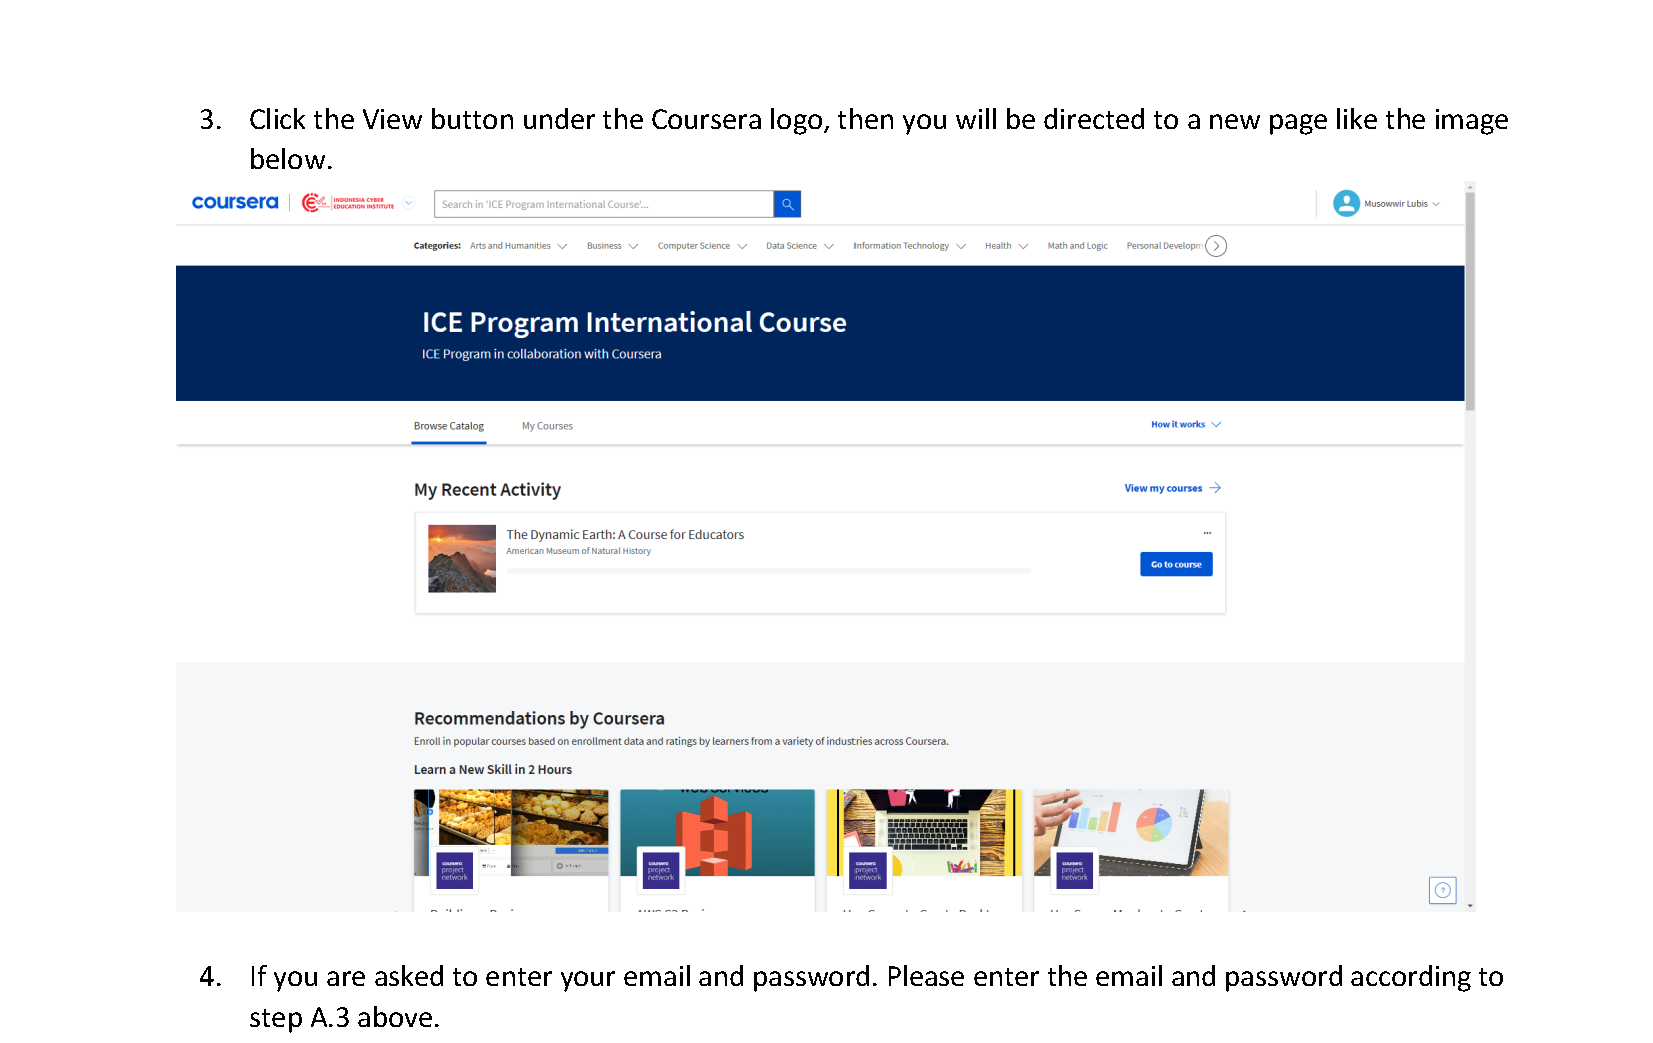 3. Click the View button under the Coursera logo, then you will be directed to a new page like the image
below.
coursera
INDONESIA CYBER
EDUCATION INSTITUTE
Search in 'ICE Program International Course'...
Musowwir Lubis
Categories: Arts and Humanities Business Computer Science Data Science Information Technology Health Math and Logic Personal Developm
ICE Program International Course
ICE Program in collaboration with Coursera
Browse Catalog My Courses How it works
My Recent Activity View my courses
The Dynamic Earth: A Course for Educators
American Museum of Natural History
Go to course
Recommendations by Coursera
Enroll in popular courses based on enrollment data and ratings by learners from a variety of industries across Coursera.
Learn a New Skill in 2 Hours
coursera
project
network
coursera
project
network
coursera
project
network
coursera
project
network
4. If you are asked to enter your email and password. Please enter the email and password according to
step A.3 above.